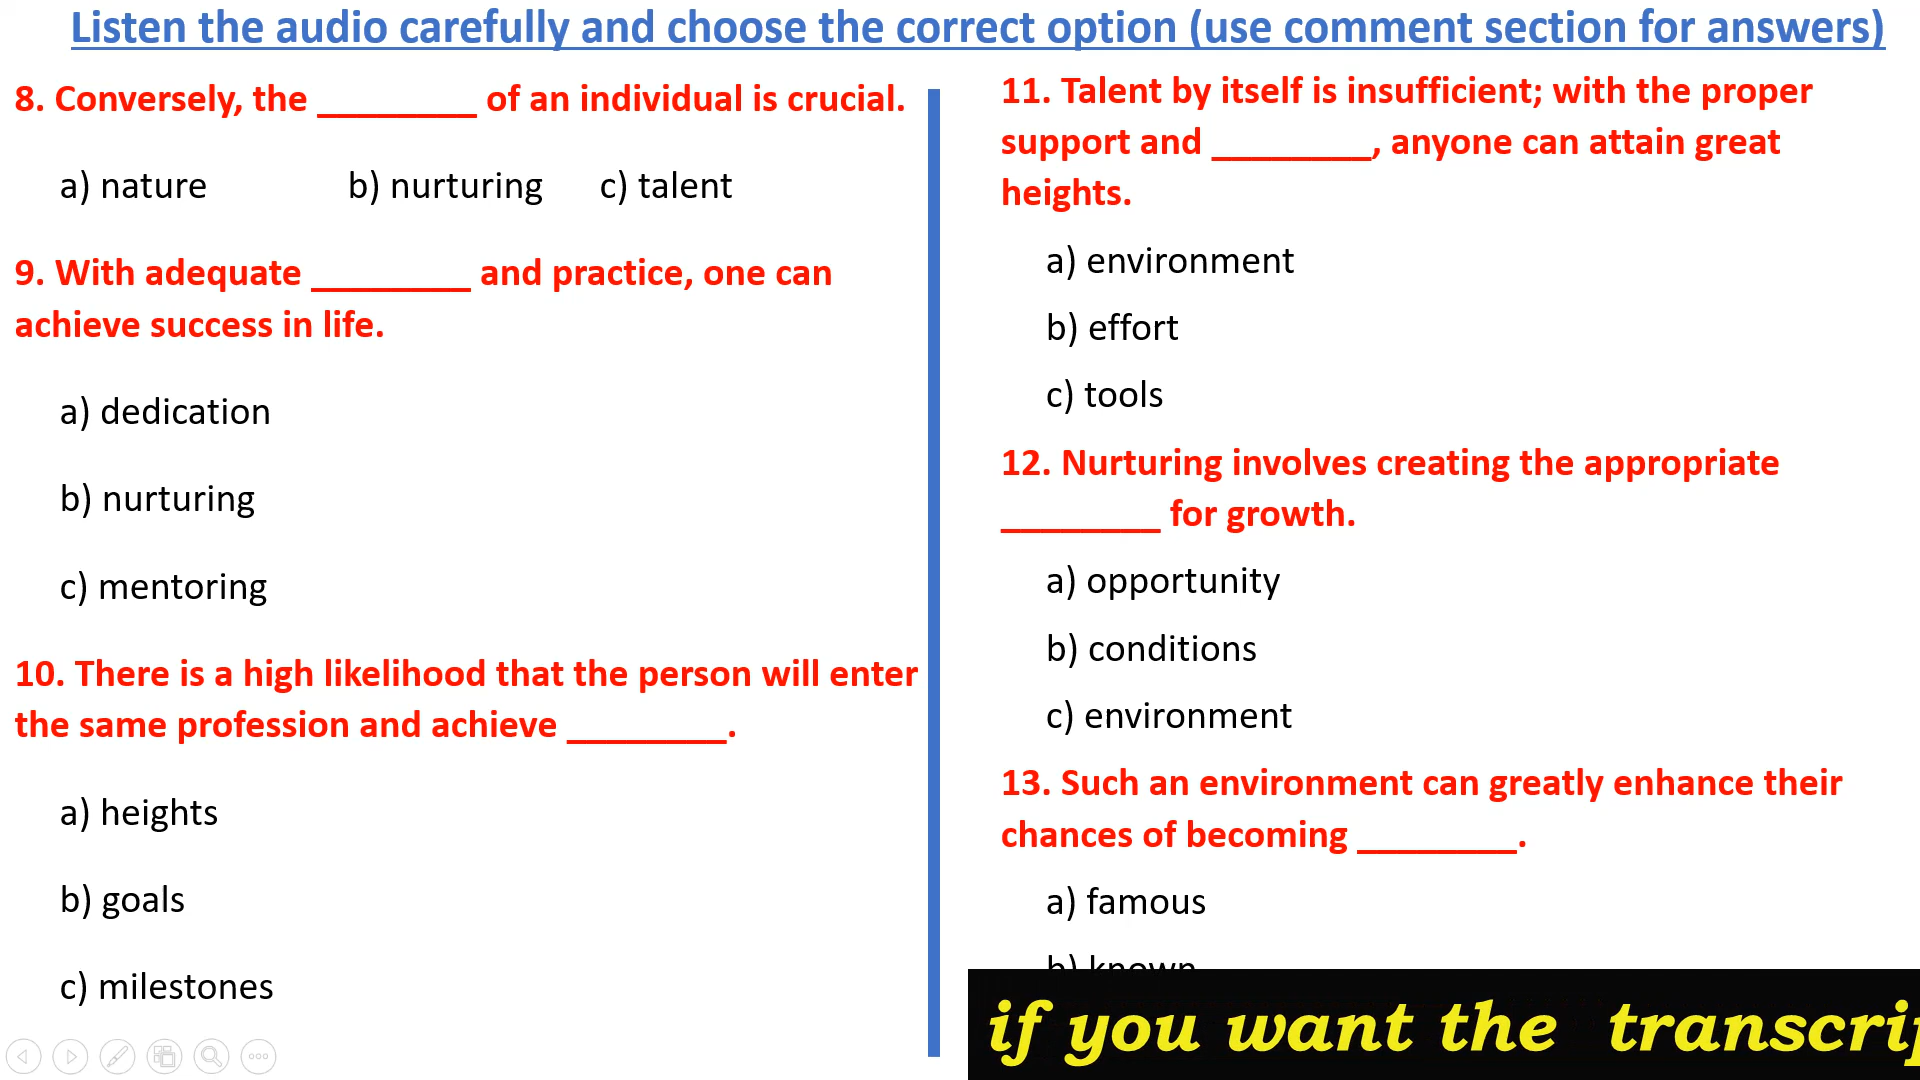 Listen the audio carefully and choose the correct option (use comment section for answers)
8. Conversely, the ________ of an individual is crucial.
a) nature b) nurturing c) talent
9. With adequate ________ and practice, one can
achieve success in life.
a) dedication
b) nurturing
c) mentoring
10. There is a high likelihood that the person will enter
the same profession and achieve ________.
a) heights
b) goals
c) milestones
11. Talent by itself is insufficient; with the proper
support and ________, anyone can attain great
heights.
a) environment
b) effort
c) tools
12. Nurturing involves creating the appropriate
________ for growth.
a) opportunity
b) conditions
c) environment
13. Such an environment can greatly enhance their
chances of becoming ________.
a) famous
b) known
if you want the